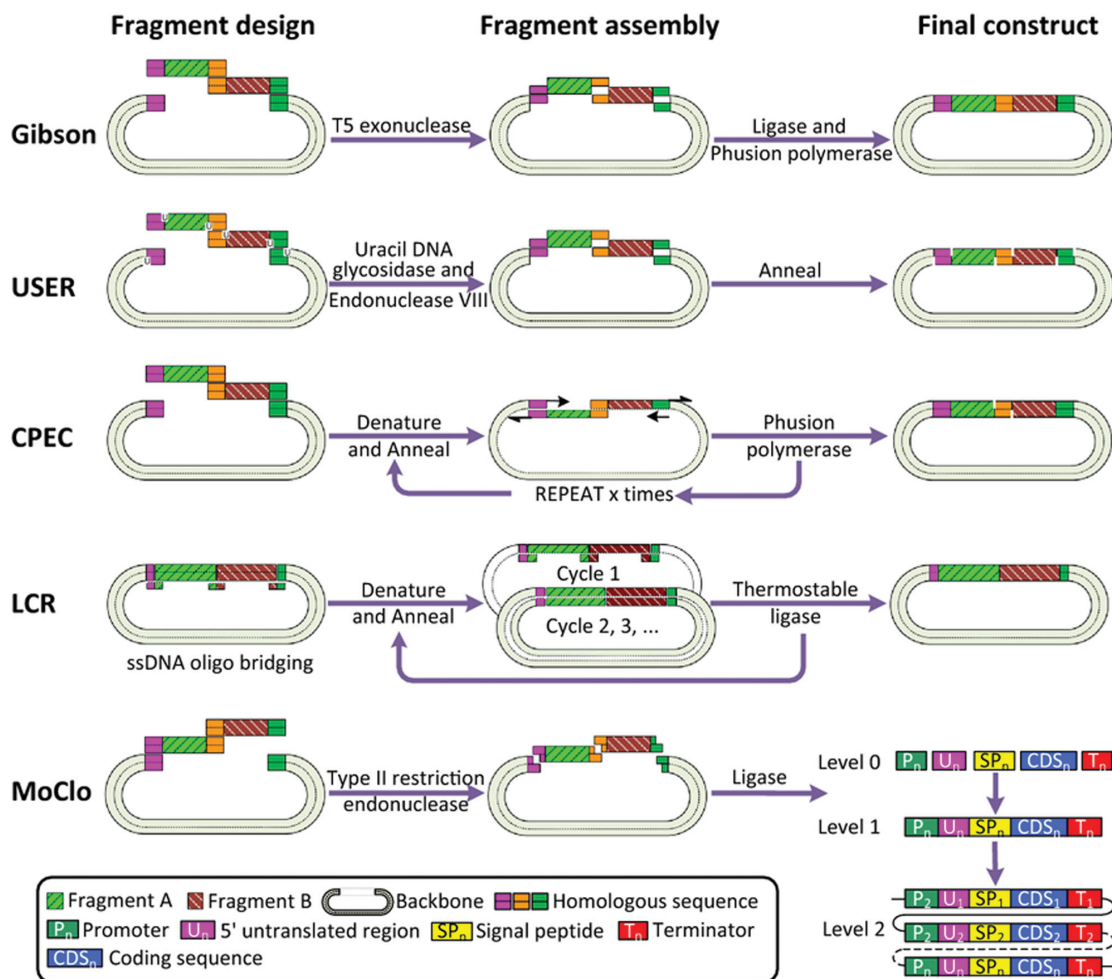 Fragment design Fragment assembly Final construct
Gibson
T5 exonuclease
Ligase and
Phusion polymerase
USER
U U U U U U
Uracil DNA
glycosidase and
Endonuclease VIII
Anneal
CPEC
Denature
and Anneal
Phusion
polymerase
REPEAT x times
LCR
ssDNA oligo bridging
Denature
and Anneal
Cycle 1
Cycle 2, 3, ...
Thermostable
ligase
MoClo
Type II restriction
endonuclease
Ligase
Level 0 Pn Un SPn CDSn Tn
Level 1 Pn Un SPn CDSn Tn
P2 U1 SP1 CDS1 T1
Level 2 P2 U2 SP2 CDS2 T2
Pn Un SPn CDSn Tn
Fragment A Fragment B Backbone Homologous sequence
Pn Promoter Un 5' untranslated region SPn Signal peptide Tn Terminator
CDSn Coding sequence